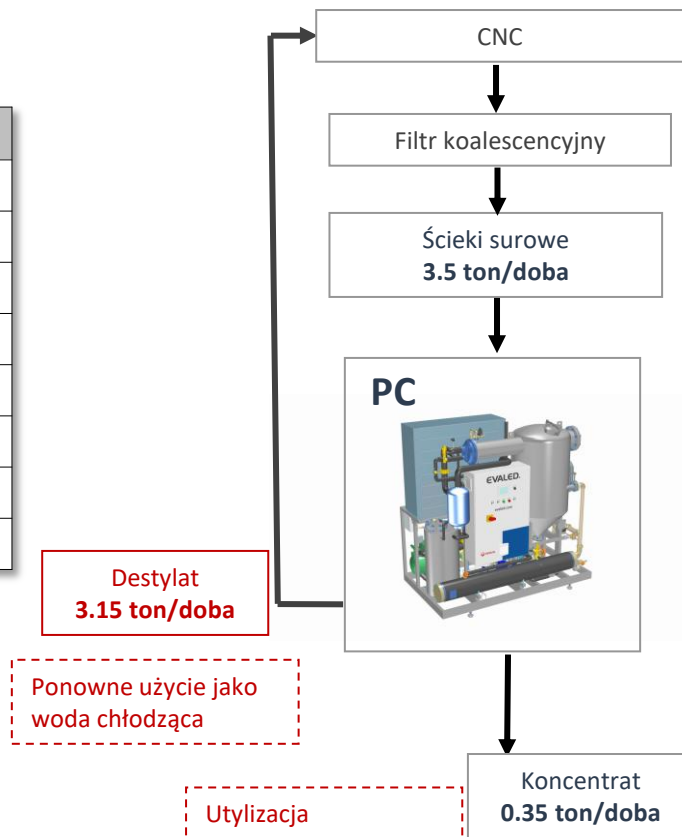 CNC
Filtr koalescencyjny
Ścieki surowe
3.5 ton/doba
PC
EVALED.
Destylat
3.15 ton/doba
Ponowne użycie jako
woda chłodząca
Koncentrat
0.35 ton/doba
Utylizacja